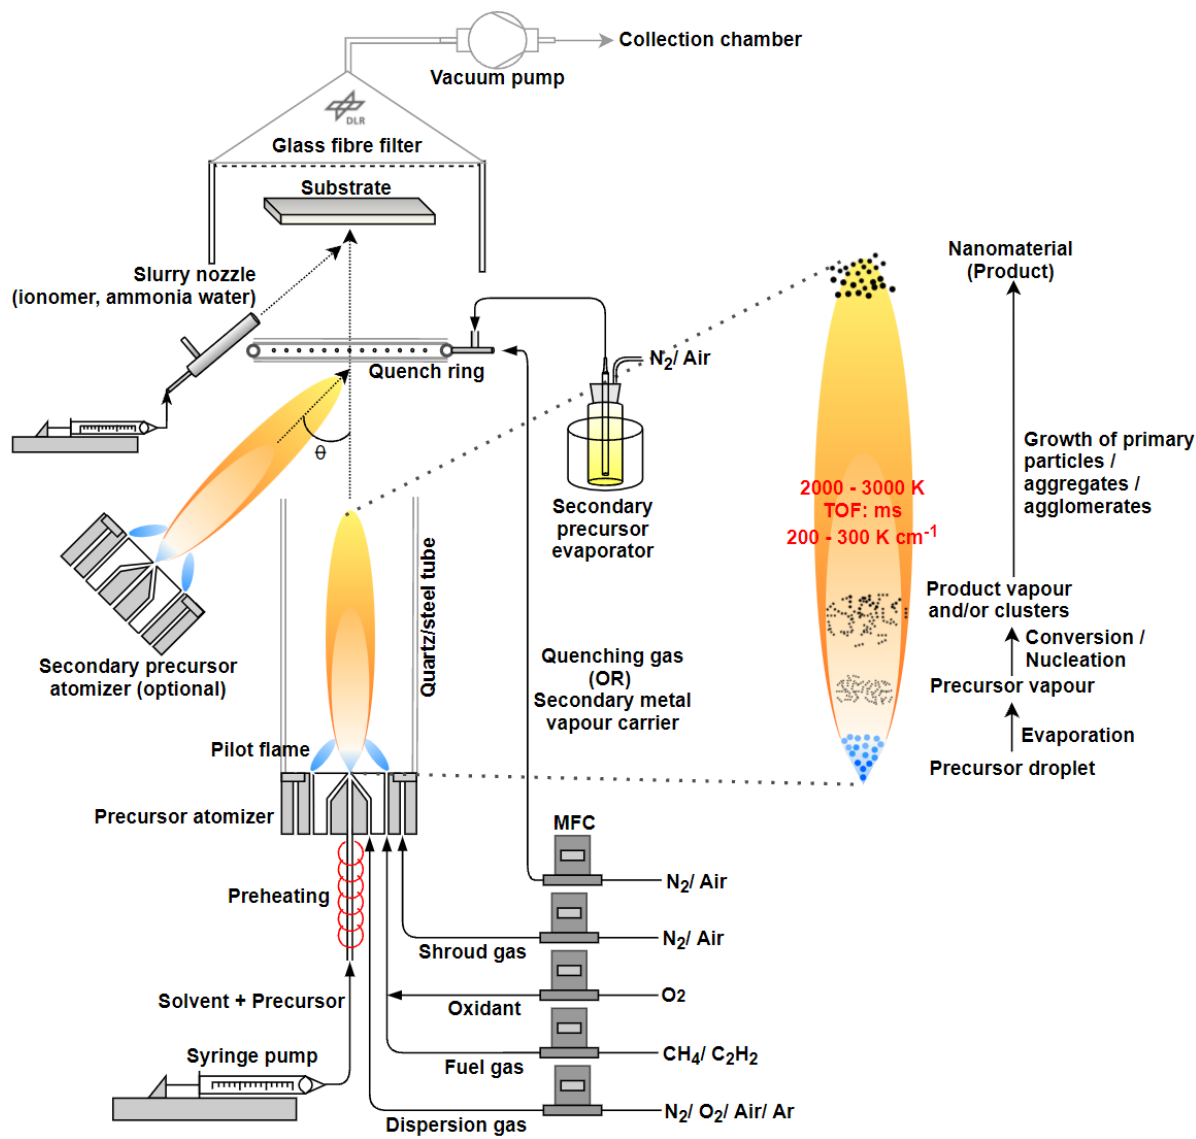 Collection chamber
Vacuum pump
DLR
Glass fibre filter
Substrate
Slurry nozzle
(ionomer, ammonia water)
Quench ring
N2/ Air
Secondary
precursor
evaporator
θ
Secondary precursor
atomizer (optional)
Quartz/steel tube
Pilot flame
Precursor atomizer
Preheating
Solvent + Precursor
Syringe pump
Quenching gas
(OR)
Secondary metal
vapour carrier
MFC
N2/ Air
Shroud gas
N2/ Air
Oxidant
O2
Fuel gas
CH4/ C2H2
Dispersion gas
N2/ O2/ Air/ Ar
Nanomaterial
(Product)
Growth of primary
particles /
aggregates /
agglomerates
2000 - 3000 K
TOF: ms
200 - 300 K cm-1
Product vapour
and/or clusters
Conversion /
Nucleation
Precursor vapour
Evaporation
Precursor droplet